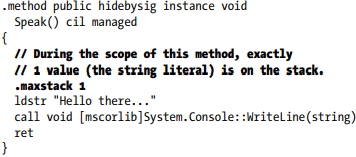 .method public hidebysig instance void
  Speak() cil managed
{
  // During the scope of this method, exactly
  // 1 value (the string literal) is on the stack.
  .maxstack 1
  ldstr "Hello there..."
  call void [mscorlib]System.Console::WriteLine(string)
  ret
}